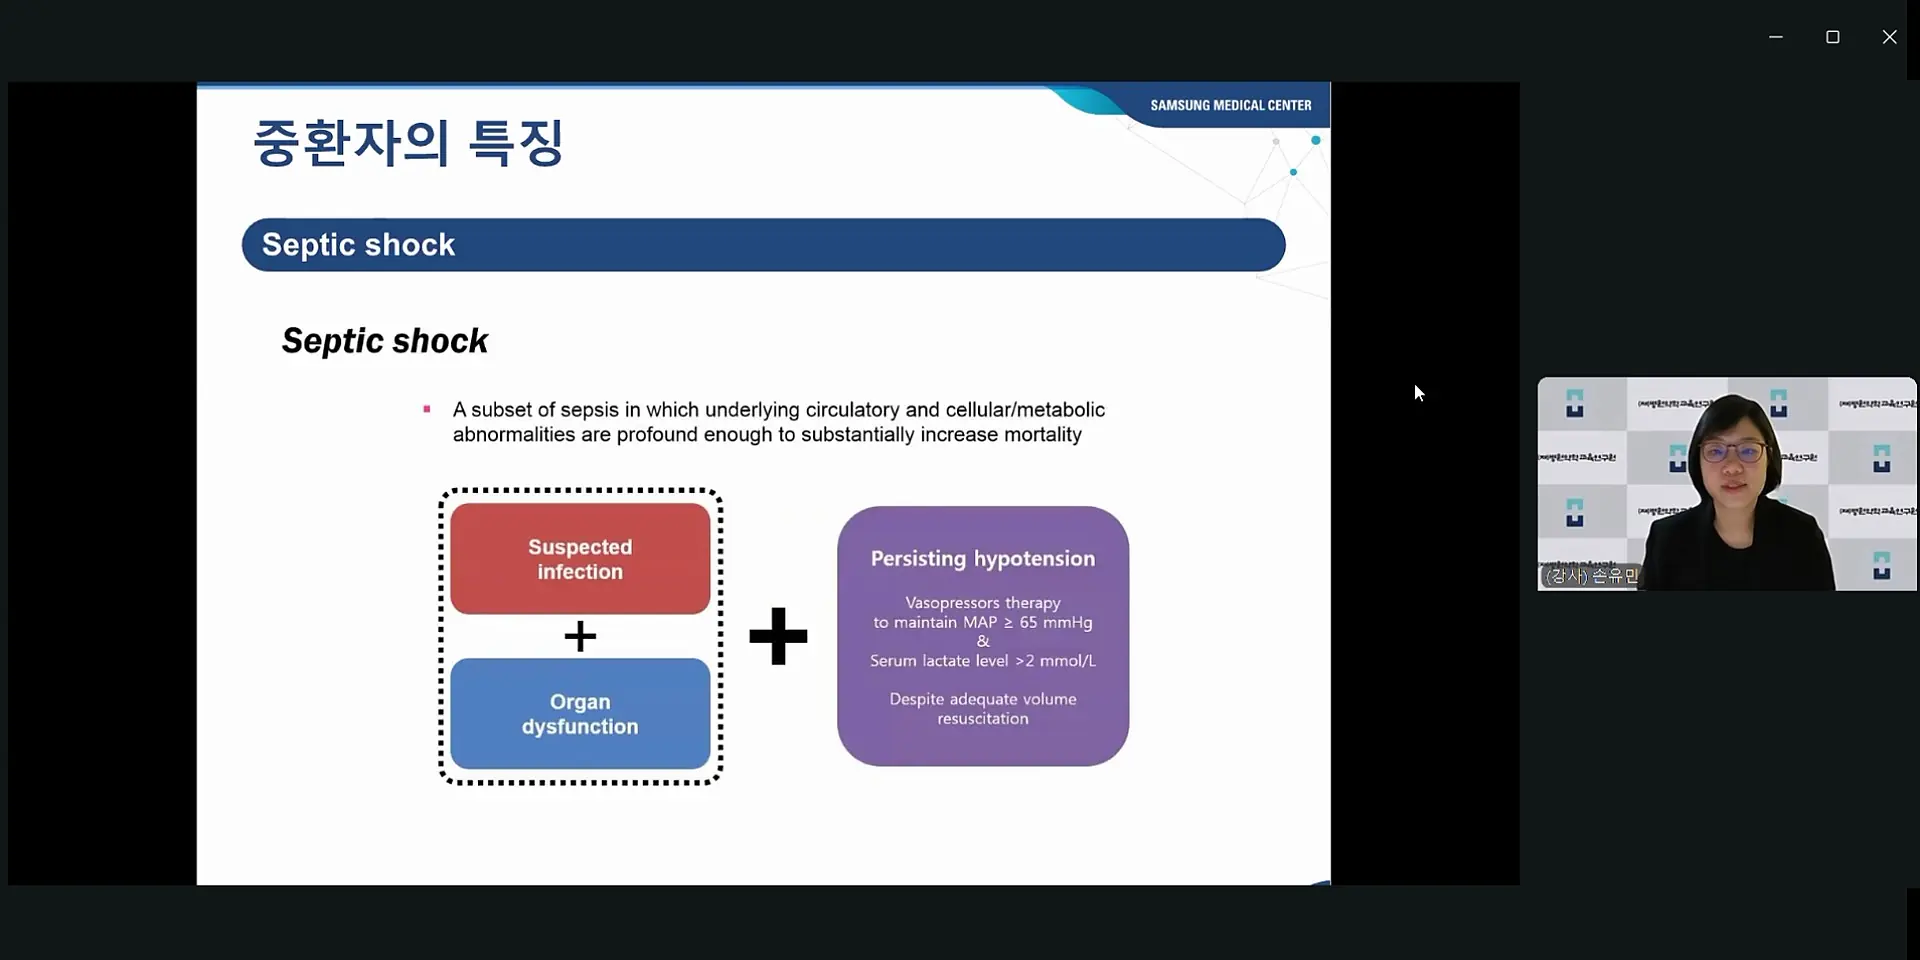 SAMSUNG MEDICAL CENTER
중환자의 특징
Septic shock
Septic shock
A subset of sepsis in which underlying circulatory and cellular/metabolic
abnormalities are profound enough to substantially increase mortality
Suspected
infection
+
Organ
dysfunction
+
Persisting hypotension
Vasopressors therapy
to maintain MAP ≥ 65 mmHg
&
Serum lactate level >2 mmol/L
Despite adequate volume
resuscitation
(강사) 손유민